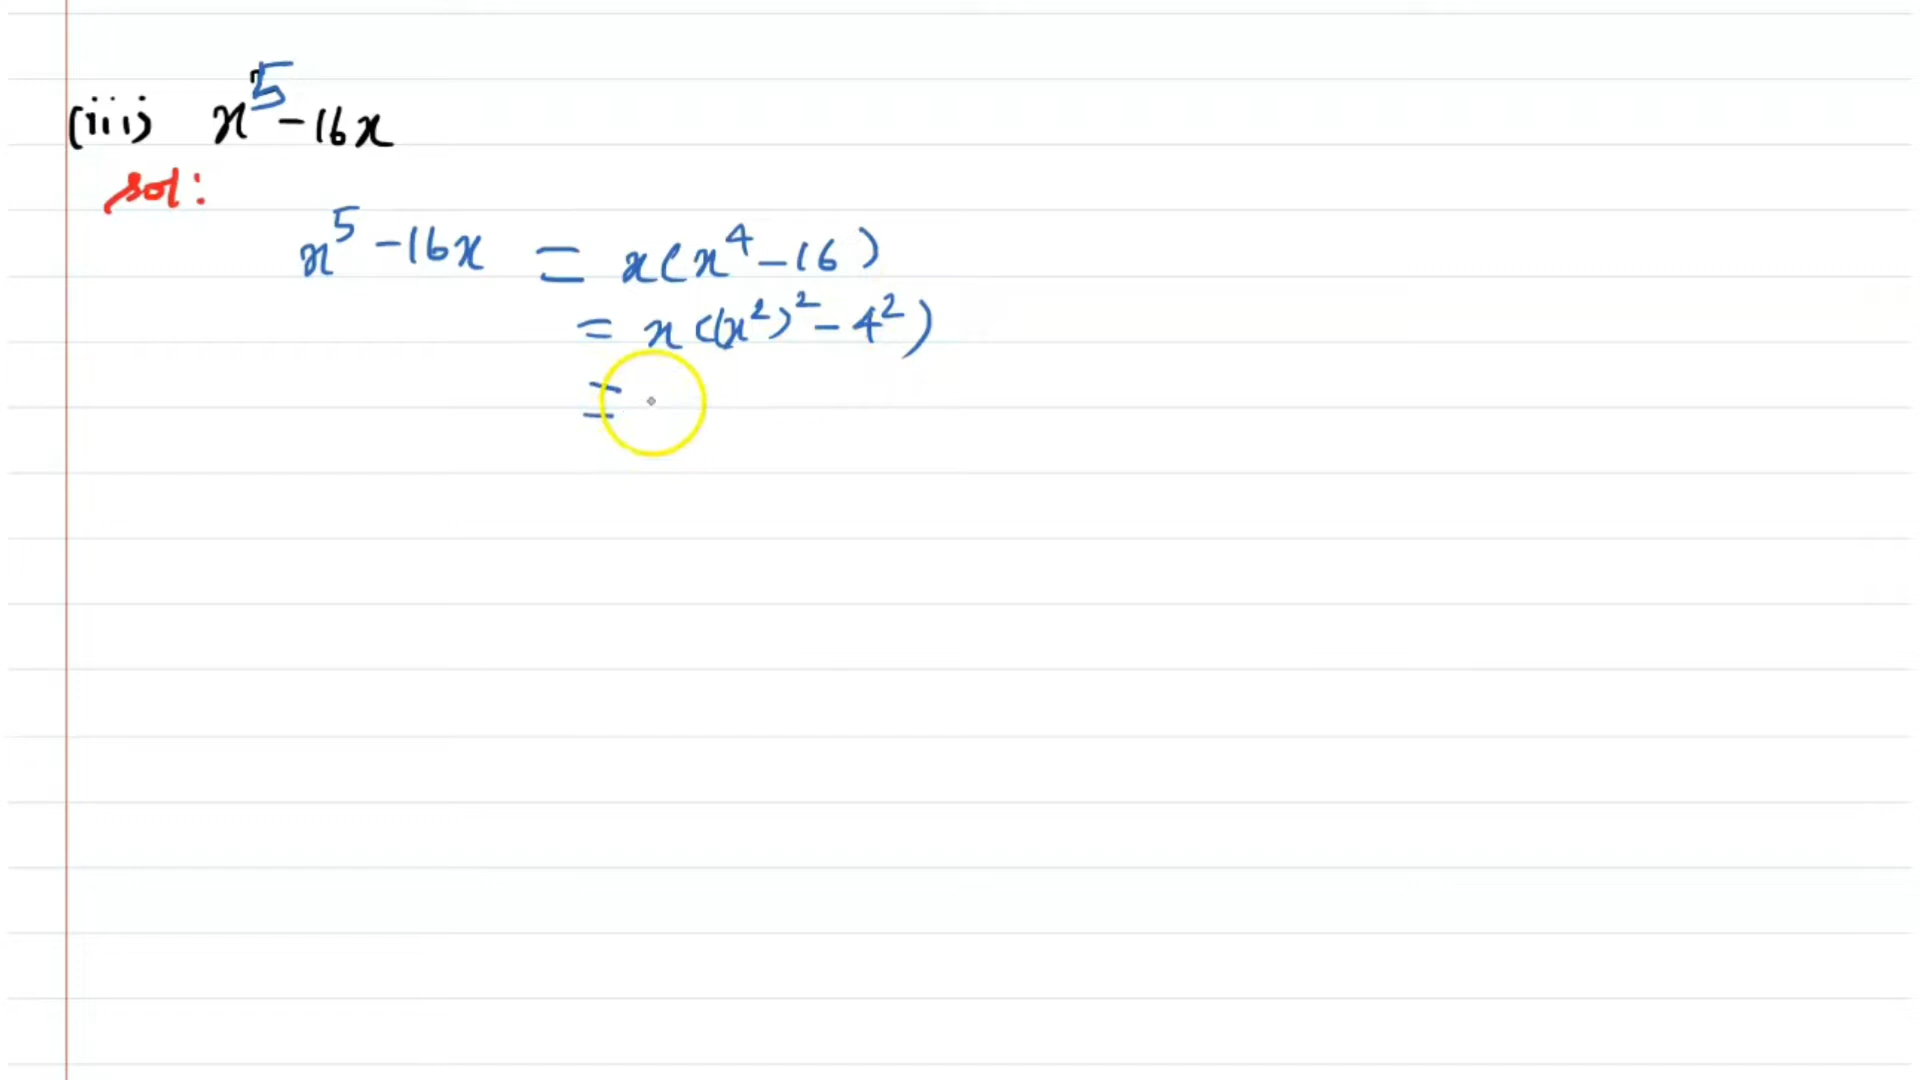 (iii) x⁵-16x
sol:
x⁵-16x = x(x⁴-16)
= x((x²)²-4²)
=